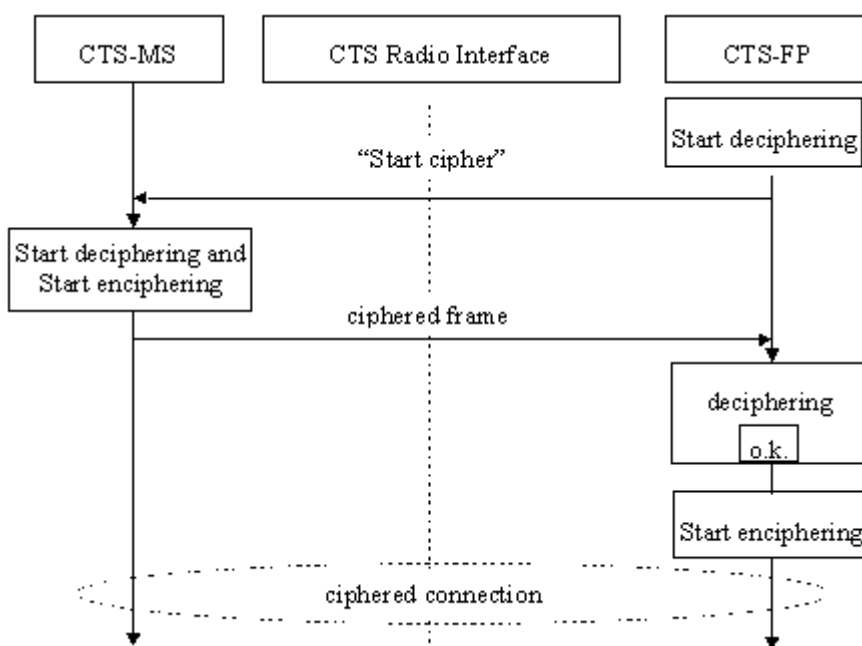 CTS-MS
CTS Radio Interface
CTS-FP
Start deciphering
“Start cipher”
Start deciphering and
Start enciphering
ciphered frame
deciphering
o.k.
Start enciphering
ciphered connection